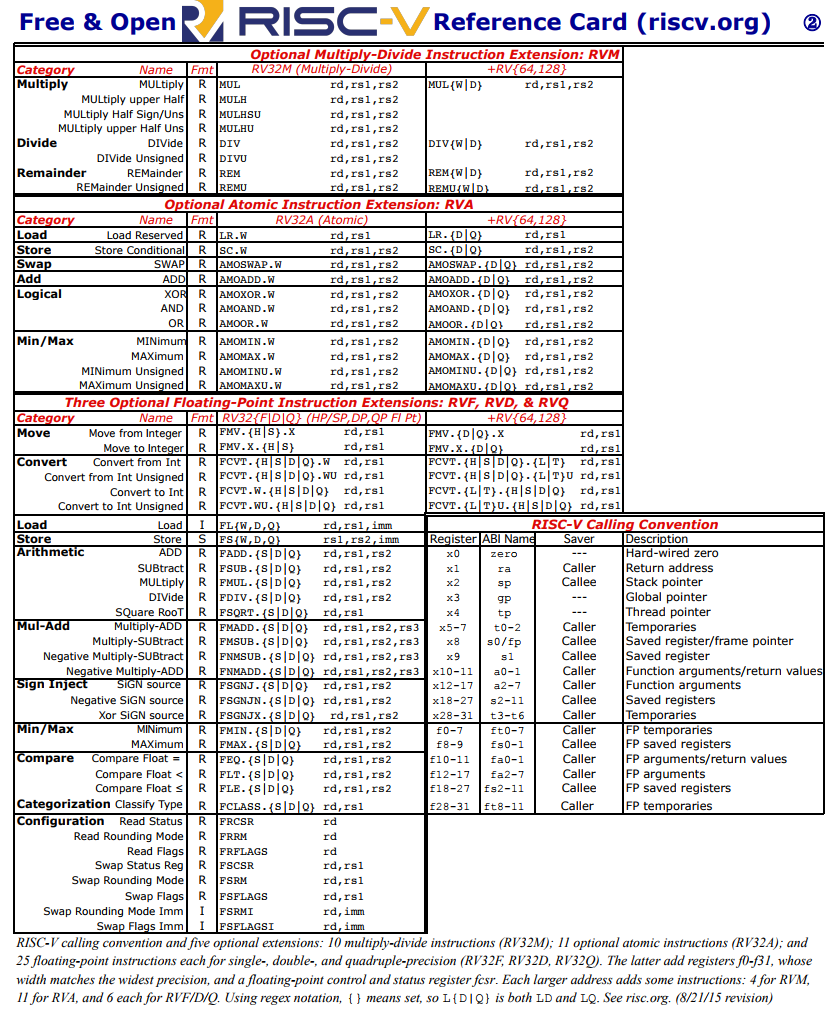 Free & Open RISC-V Reference Card (riscv.org) ②
Optional Multiply-Divide Instruction Extension: RVM
Category Name Fmt RV32M (Multiply-Divide) +RV{64,128}
Multiply MULtiply R MUL rd,rs1,rs2 MUL{W|D} rd,rs1,rs2
MULtiply upper Half R MULH rd,rs1,rs2
MULtiply Half Sign/Uns R MULHSU rd,rs1,rs2
MULtiply upper Half Uns R MULHU rd,rs1,rs2
Divide DIVide R DIV rd,rs1,rs2 DIV{W|D} rd,rs1,rs2
DIVide Unsigned R DIVU rd,rs1,rs2
Remainder REMainder R REM rd,rs1,rs2 REM{W|D} rd,rs1,rs2
REMainder Unsigned R REMU rd,rs1,rs2 REMU{W|D} rd,rs1,rs2
Optional Atomic Instruction Extension: RVA
Category Name Fmt RV32A (Atomic) +RV{64,128}
Load Load Reserved R LR.W rd,rs1 LR.{D|Q} rd,rs1
Store Store Conditional R SC.W rd,rs1,rs2 SC.{D|Q} rd,rs1,rs2
Swap SWAP R AMOSWAP.W rd,rs1,rs2 AMOSWAP.{D|Q} rd,rs1,rs2
Add ADD R AMOADD.W rd,rs1,rs2 AMOADD.{D|Q} rd,rs1,rs2
Logical XOR R AMOXOR.W rd,rs1,rs2 AMOXOR.{D|Q} rd,rs1,rs2
AND R AMOAND.W rd,rs1,rs2 AMOAND.{D|Q} rd,rs1,rs2
OR R AMOOR.W rd,rs1,rs2 AMOOR.{D|Q} rd,rs1,rs2
Min/Max MINimum R AMOMIN.W rd,rs1,rs2 AMOMIN.{D|Q} rd,rs1,rs2
MAXimum R AMOMAX.W rd,rs1,rs2 AMOMAX.{D|Q} rd,rs1,rs2
MINimum Unsigned R AMOMINU.W rd,rs1,rs2 AMOMINU.{D|Q} rd,rs1,rs2
MAXimum Unsigned R AMOMAXU.W rd,rs1,rs2 AMOMAXU.{D|Q} rd,rs1,rs2
Three Optional Floating-Point Instruction Extensions: RVF, RVD, & RVQ
Category Name Fmt RV32{F|D|Q} (HP/SP,DP,QP Fl Pt) +RV{64,128}
Move Move from Integer R FMV.{H|S}.X rd,rs1 FMV.{D|Q}.X rd,rs1
Move to Integer R FMV.X.{H|S} rd,rs1 FMV.X.{D|Q} rd,rs1
Convert Convert from Int R FCVT.{H|S|D|Q}.W rd,rs1 FCVT.{H|S|D|Q}.{L|T} rd,rs1
Convert from Int Unsigned R FCVT.{H|S|D|Q}.WU rd,rs1 FCVT.{H|S|D|Q}.{L|T}U rd,rs1
Convert to Int R FCVT.W.{H|S|D|Q} rd,rs1 FCVT.{L|T}.{H|S|D|Q} rd,rs1
Convert to Int Unsigned R FCVT.WU.{H|S|D|Q} rd,rs1 FCVT.{L|T}U.{H|S|D|Q} rd,rs1
Load Load I FL{W,D,Q} rd,rs1,imm
Store Store S FS{W,D,Q} rs1,rs2,imm
Arithmetic ADD R FADD.{S|D|Q} rd,rs1,rs2
SUBtract R FSUB.{S|D|Q} rd,rs1,rs2
MULtiply R FMUL.{S|D|Q} rd,rs1,rs2
DIVide R FDIV.{S|D|Q} rd,rs1,rs2
SQuare RooT R FSQRT.{S|D|Q} rd,rs1
Mul-Add Multiply-ADD R FMADD.{S|D|Q} rd,rs1,rs2,rs3
Multiply-SUBtract R FMSUB.{S|D|Q} rd,rs1,rs2,rs3
Negative Multiply-SUBtract R FNMSUB.{S|D|Q} rd,rs1,rs2,rs3
Negative Multiply-ADD R FNMADD.{S|D|Q} rd,rs1,rs2,rs3
Sign Inject SiGN source R FSGNJ.{S|D|Q} rd,rs1,rs2
Negative SiGN source R FSGNJN.{S|D|Q} rd,rs1,rs2
Xor SiGN source R FSGNJX.{S|D|Q} rd,rs1,rs2
Min/Max MINimum R FMIN.{S|D|Q} rd,rs1,rs2
MAXimum R FMAX.{S|D|Q} rd,rs1,rs2
Compare Compare Float = R FEQ.{S|D|Q} rd,rs1,rs2
Compare Float < R FLT.{S|D|Q} rd,rs1,rs2
Compare Float ≤ R FLE.{S|D|Q} rd,rs1,rs2
Categorization Classify Type R FCLASS.{S|D|Q} rd,rs1
Configuration Read Status R FRCSR rd
Read Rounding Mode R FRRM rd
Read Flags R FRFLAGS rd
Swap Status Reg R FSCSR rd,rs1
Swap Rounding Mode R FSRM rd,rs1
Swap Flags R FSFLAGS rd,rs1
Swap Rounding Mode Imm I FSRMI rd,imm
Swap Flags Imm I FSFLAGSI rd,imm
RISC-V Calling Convention
Register ABI Name Saver Description
x0 zero --- Hard-wired zero
x1 ra Caller Return address
x2 sp Callee Stack pointer
x3 gp --- Global pointer
x4 tp --- Thread pointer
x5-7 t0-2 Caller Temporaries
x8 s0/fp Callee Saved register/frame pointer
x9 s1 Callee Saved register
x10-11 a0-1 Caller Function arguments/return values
x12-17 a2-7 Caller Function arguments
x18-27 s2-11 Callee Saved registers
x28-31 t3-t6 Caller Temporaries
f0-7 ft0-7 Caller FP temporaries
f8-9 fs0-1 Callee FP saved registers
f10-11 fa0-1 Caller FP arguments/return values
f12-17 fa2-7 Caller FP arguments
f18-27 fs2-11 Callee FP saved registers
f28-31 ft8-11 Caller FP temporaries
RISC-V calling convention and five optional extensions: 10 multiply-divide instructions (RV32M); 11 optional atomic instructions (RV32A); and
25 floating-point instructions each for single-, double-, and quadruple-precision (RV32F, RV32D, RV32Q). The latter add registers f0-f31, whose
width matches the widest precision, and a floating-point control and status register fcsr. Each larger address adds some instructions: 4 for RVM,
11 for RVA, and 6 each for RVF/D/Q. Using regex notation, {} means set, so L{D|Q} is both LD and LQ. See risc.org. (8/21/15 revision)